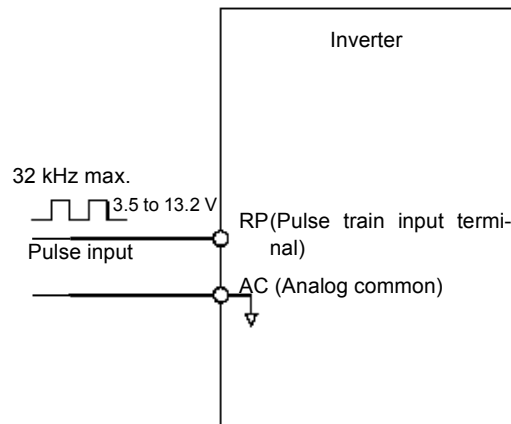 Inverter
32 kHz max.
3.5 to 13.2 V
Pulse input
RP(Pulse train input termi-
nal)
AC (Analog common)